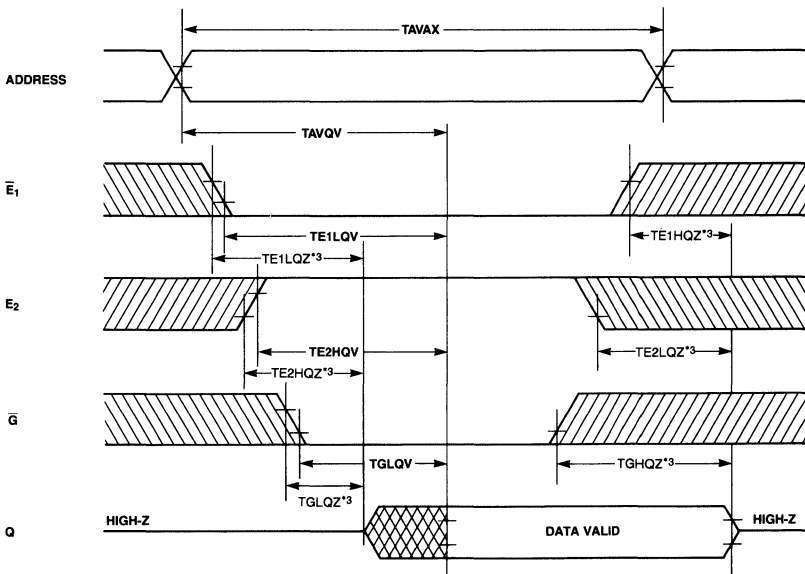 TAVAX
ADDRESS
TAVQV
E̅1
TE1LQV
TE1HQZ*3
TE1LQZ*3
E2
TE2HQV
TE2LQZ*3
TE2HQZ*3
G̅
TGLQV
TGHQZ*3
TGLQZ*3
HIGH-Z
HIGH-Z
Q
DATA VALID